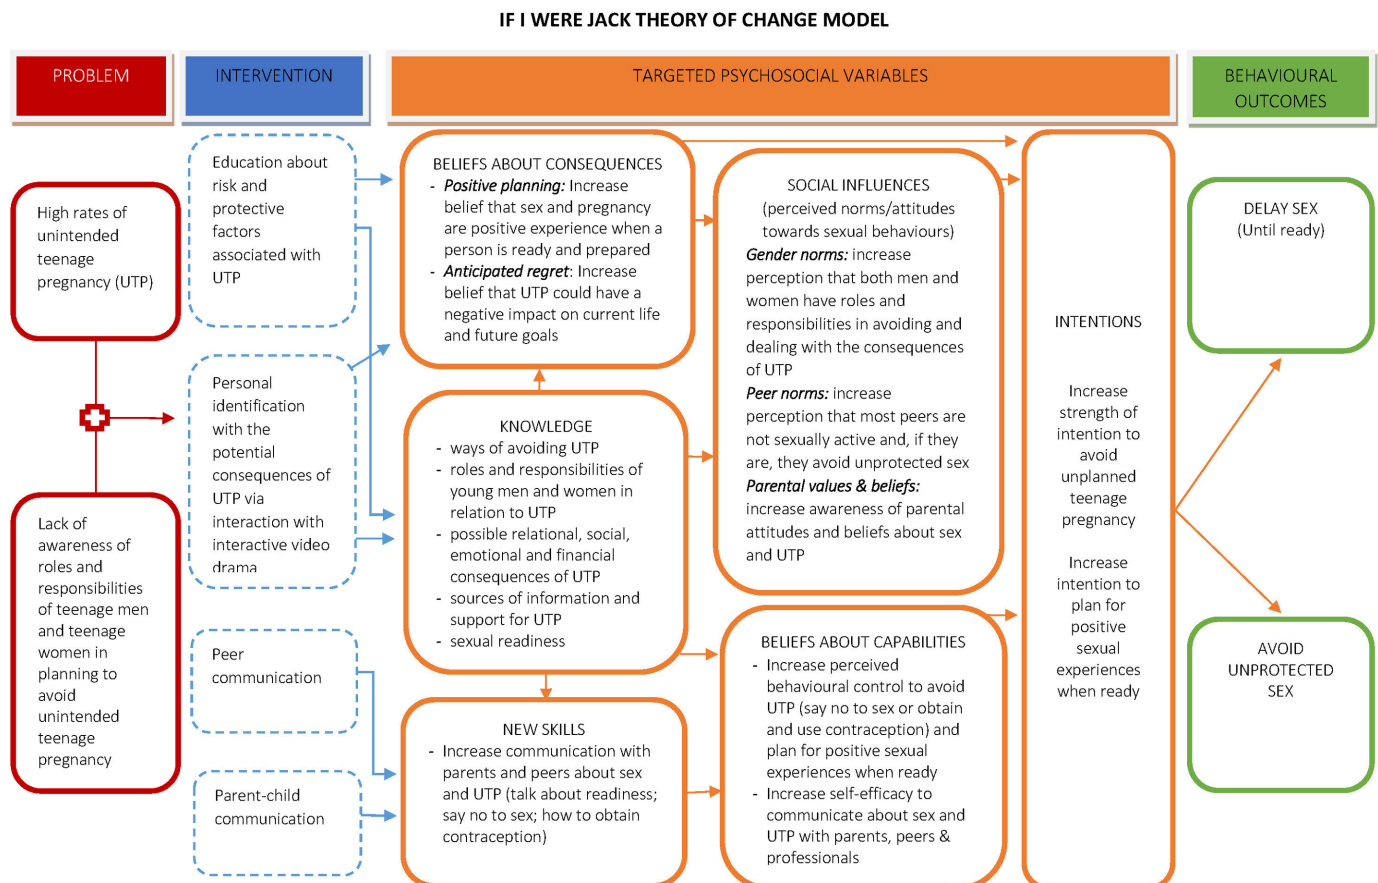 IF I WERE JACK THEORY OF CHANGE MODEL
PROBLEM
INTERVENTION
TARGETED PSYCHOSOCIAL VARIABLES
BEHAVIOURAL
OUTCOMES
High rates of
unintended
teenage
pregnancy (UTP)
Lack of
awareness of
roles and
responsibilities
of teenage men
and teenage
women in
planning to
avoid
unintended
teenage
pregnancy
Education about
risk and
protective
factors
associated with
UTP
Personal
identification
with the
potential
consequences of
UTP via
interaction with
interactive video
drama
Peer
communication
Parent-child
communication
BELIEFS ABOUT CONSEQUENCES
- Positive planning: Increase
belief that sex and pregnancy
are positive experience when a
person is ready and prepared
- Anticipated regret: Increase
belief that UTP could have a
negative impact on current life
and future goals
KNOWLEDGE
- ways of avoiding UTP
- roles and responsibilities of
young men and women in
relation to UTP
- possible relational, social,
emotional and financial
consequences of UTP
- sources of information and
support for UTP
- sexual readiness
NEW SKILLS
- Increase communication with
parents and peers about sex
and UTP (talk about readiness;
say no to sex; how to obtain
contraception)
SOCIAL INFLUENCES
(perceived norms/attitudes
towards sexual behaviours)
Gender norms: increase
perception that both men and
women have roles and
responsibilities in avoiding and
dealing with the consequences
of UTP
Peer norms: increase
perception that most peers are
not sexually active and, if they
are, they avoid unprotected sex
Parental values & beliefs:
increase awareness of parental
attitudes and beliefs about sex
and UTP
BELIEFS ABOUT CAPABILITIES
- Increase perceived
behavioural control to avoid
UTP (say no to sex or obtain
and use contraception) and
plan for positive sexual
experiences when ready
- Increase self-efficacy to
communicate about sex and
UTP with parents, peers &
professionals
INTENTIONS
Increase
strength of
intention to
avoid
unplanned
teenage
pregnancy
Increase
intention to
plan for
positive
sexual
experiences
when ready
DELAY SEX
(Until ready)
AVOID
UNPROTECTED
SEX